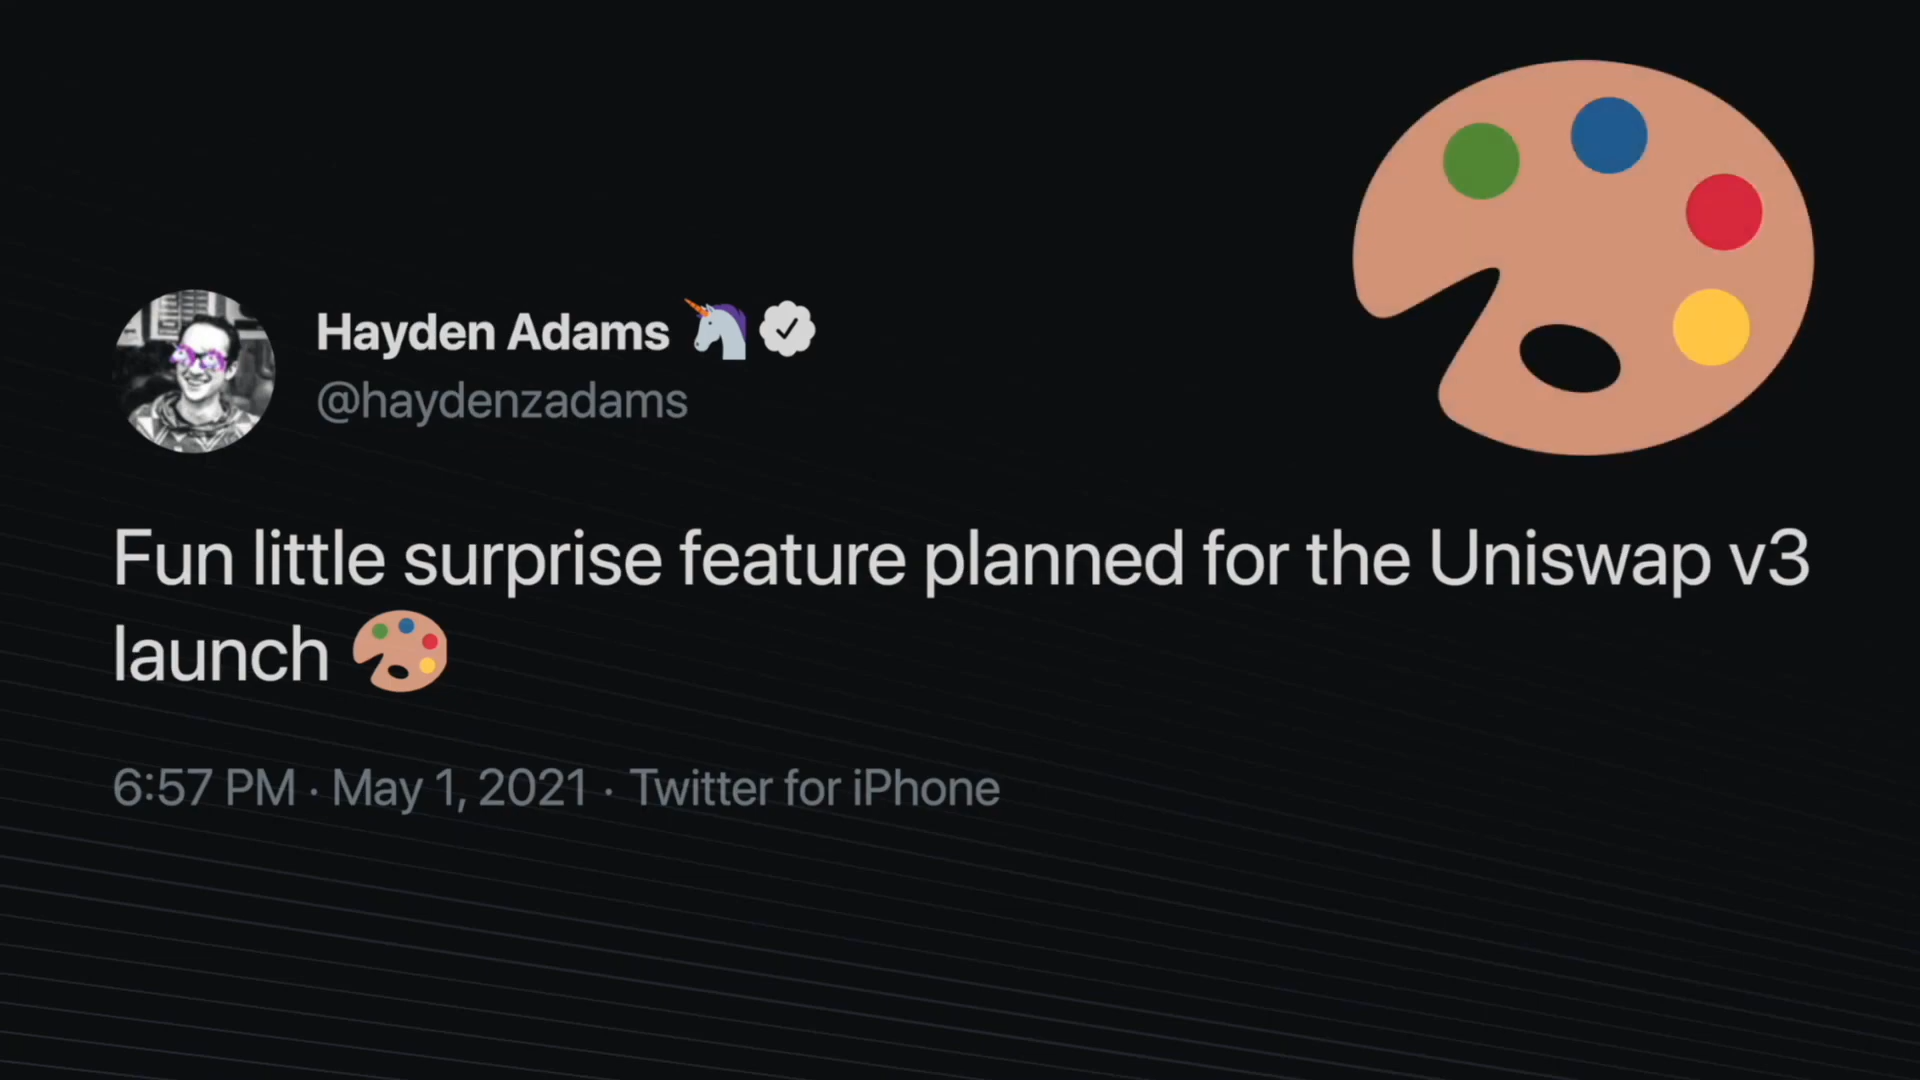 Hayden Adams 🦄
@haydenzadams
Fun little surprise feature planned for the Uniswap v3
launch 🎨
6:57 PM · May 1, 2021 · Twitter for iPhone